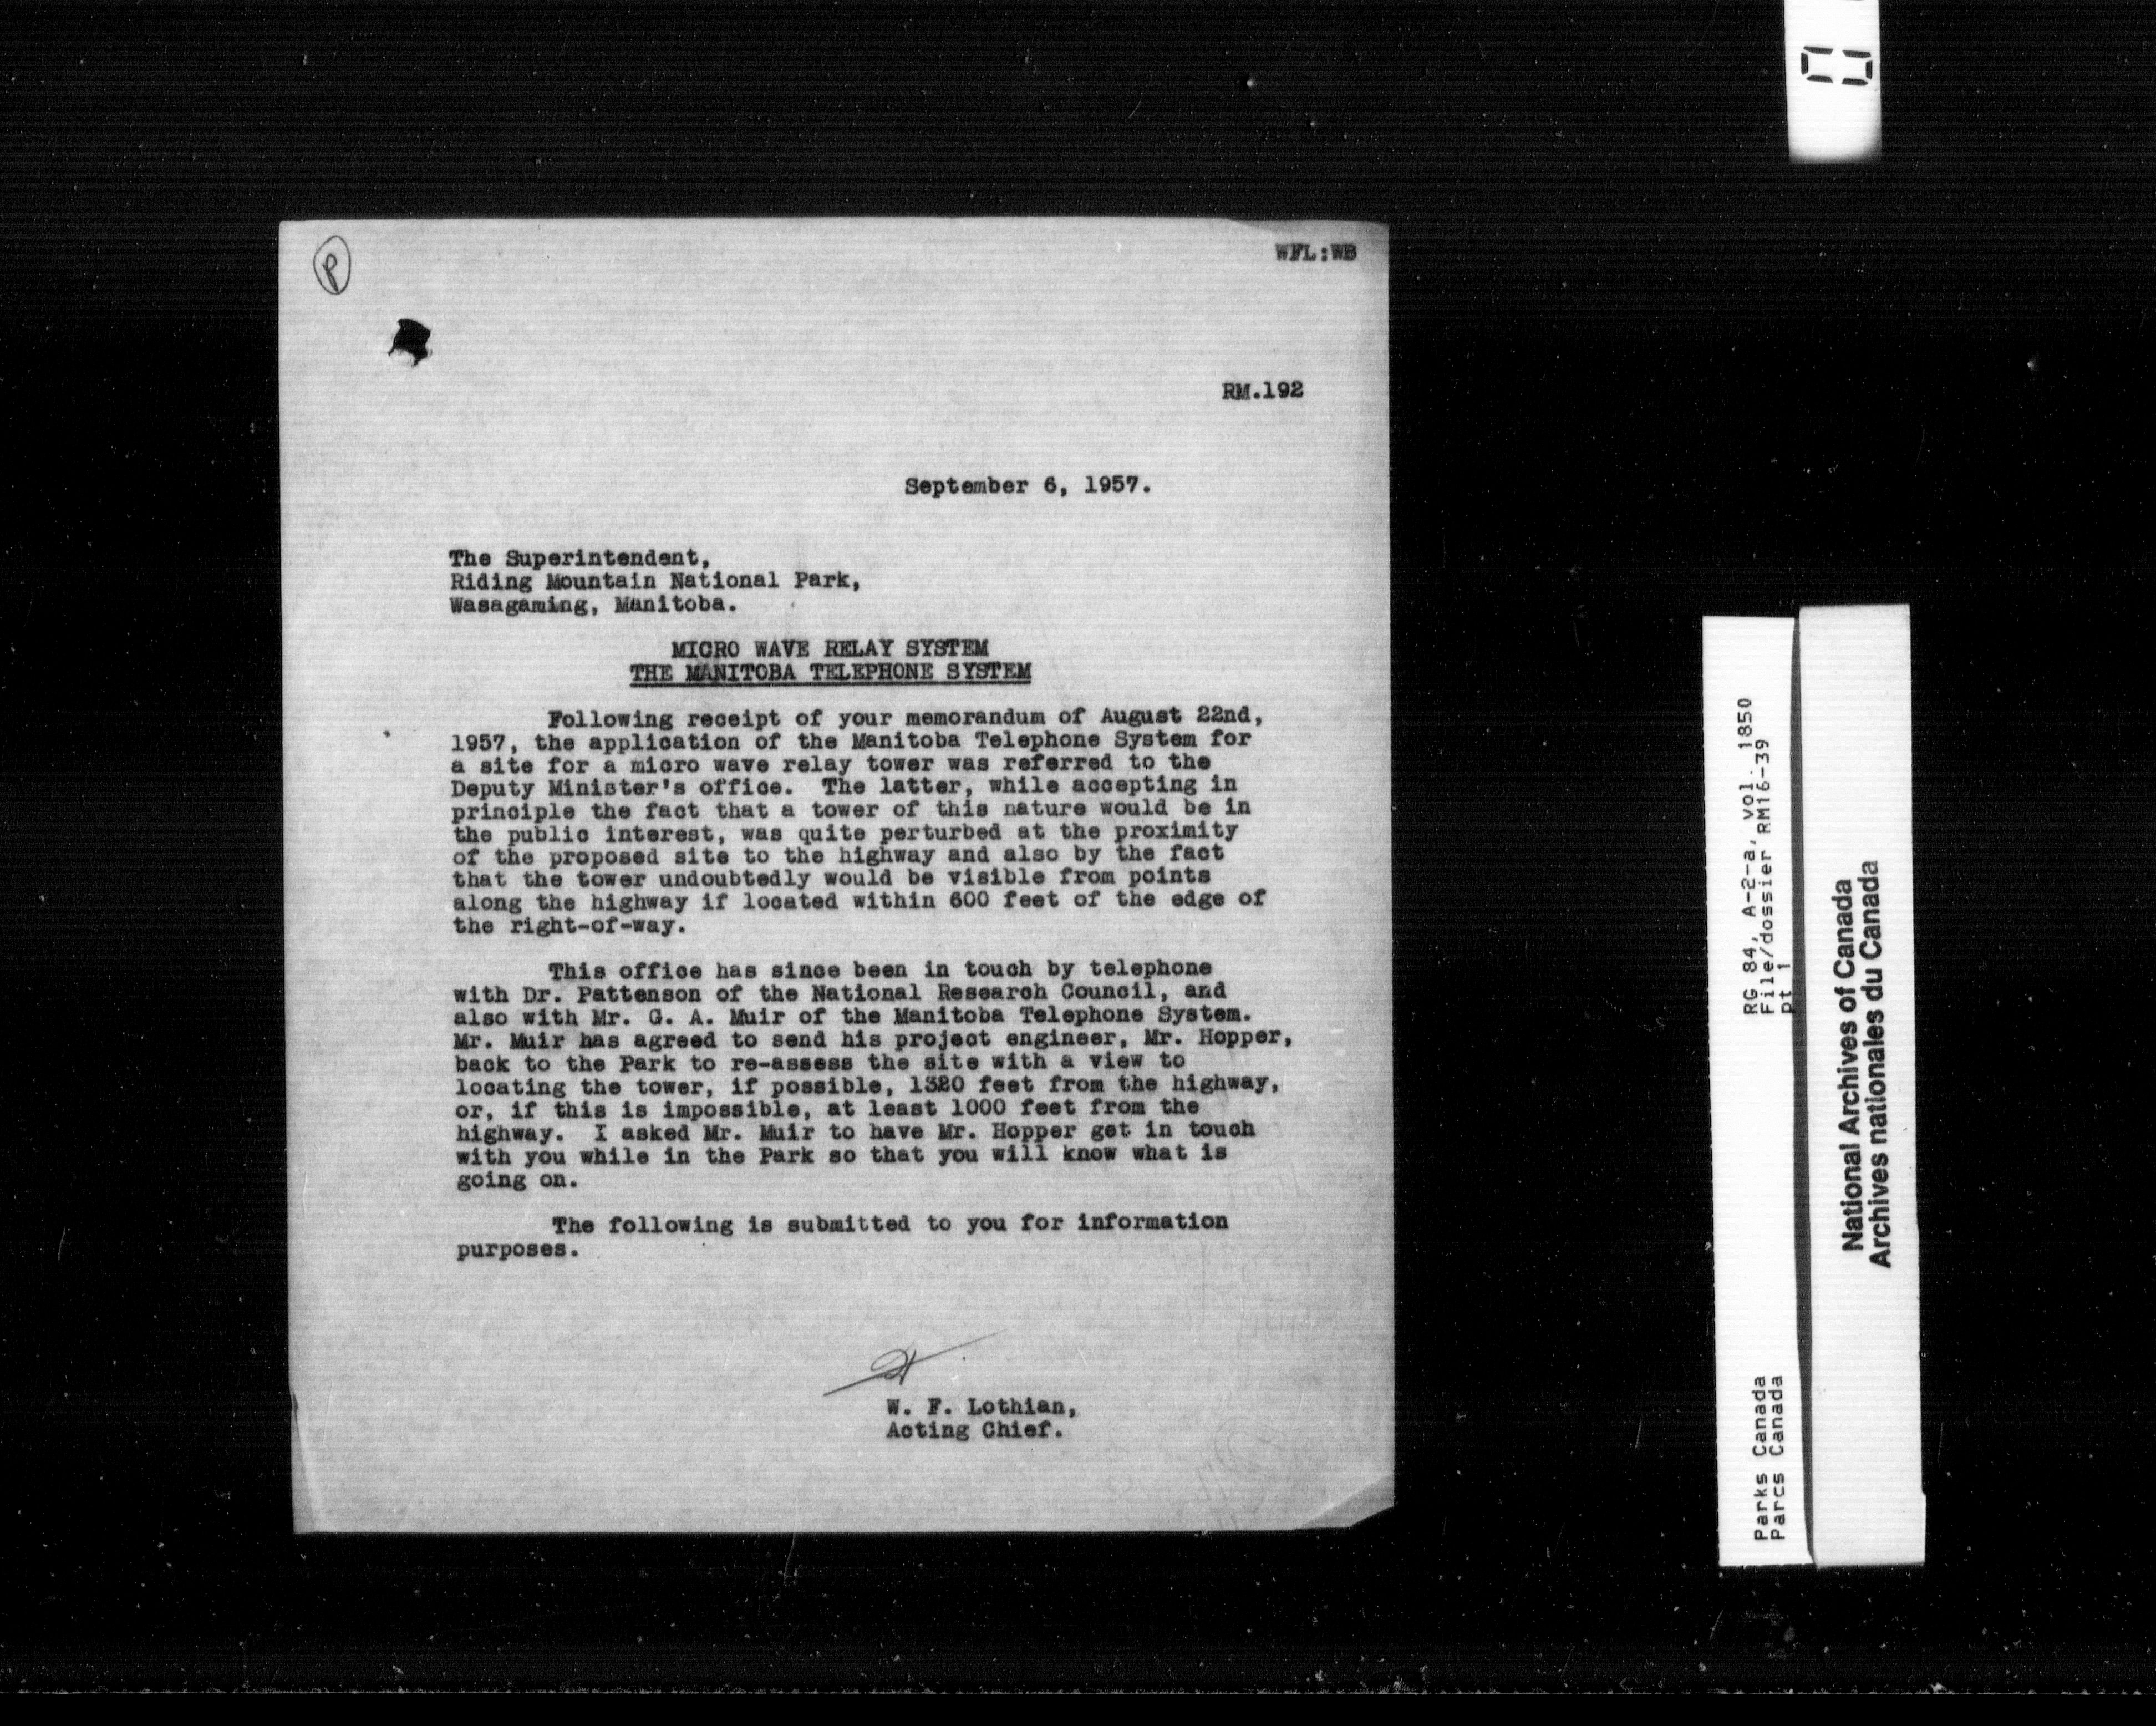 P
WFL:WB
RM.192
September 6, 1957.
The Superintendent,
Riding Mountain National Park,
Wasagaming, Manitoba.
MICRO WAVE RELAY SYSTEM
THE MANITOBA TELEPHONE SYSTEM
Following receipt of your memorandum of August 22nd,
1957, the application of the Manitoba Telephone System for
a site for a micro wave relay tower was referred to the
Deputy Minister's office. The latter, while accepting in
principle the fact that a tower of this nature would be in
the public interest, was quite perturbed at the proximity
of the proposed site to the highway and also by the fact
that the tower undoubtedly would be visible from points
along the highway if located within 600 feet of the edge of
the right-of-way.
This office has since been in touch by telephone
with Dr. Pattenson of the National Research Council, and
also with Mr. G. A. Muir of the Manitoba Telephone System.
Mr. Muir has agreed to send his project engineer, Mr. Hopper,
back to the Park to re-assess the site with a view to
locating the tower, if possible, 1320 feet from the highway,
or, if this is impossible, at least 1000 feet from the
highway. I asked Mr. Muir to have Mr. Hopper get in touch
with you while in the Park so that you will know what is
going on.
The following is submitted to you for information
purposes.
W. F. Lothian,
Acting Chief.
Parks Canada
Parcs Canada
RG 84, A-2-a, vol. 1850
File/dossier RM16-39
pt 1
National Archives of Canada
Archives nationales du Canada